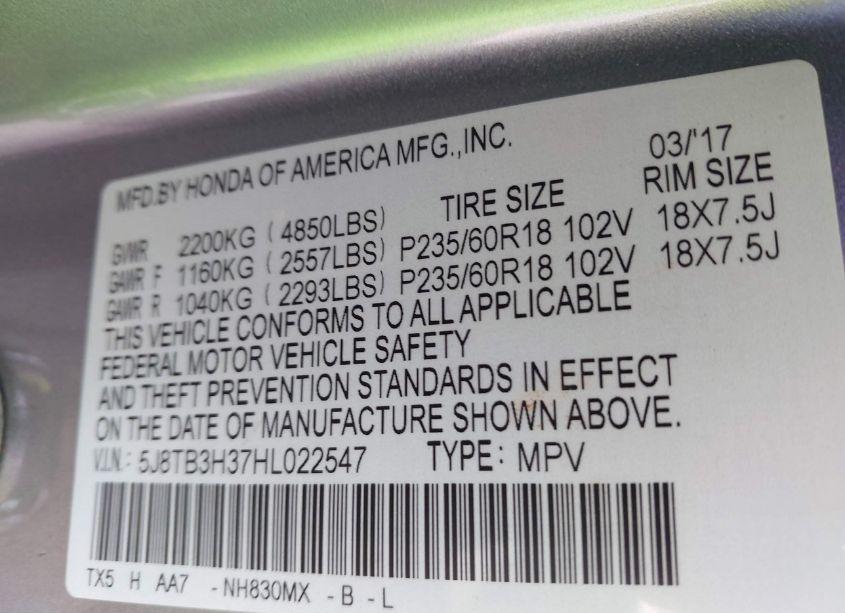 MFD.BY HONDA OF AMERICA MFG.,INC. 03/'17
TIRE SIZE RIM SIZE
GVWR 2200KG ( 4850LBS)
GAWR F 1160KG ( 2557LBS) P235/60R18 102V 18X7.5J
GAWR R 1040KG ( 2293LBS) P235/60R18 102V 18X7.5J
THIS VEHICLE CONFORMS TO ALL APPLICABLE
FEDERAL MOTOR VEHICLE SAFETY
AND THEFT PREVENTION STANDARDS IN EFFECT
ON THE DATE OF MANUFACTURE SHOWN ABOVE.
V.I.N.: 5J8TB3H37HL022547 TYPE: MPV
TX5 H AA7 -NH830MX -B -L